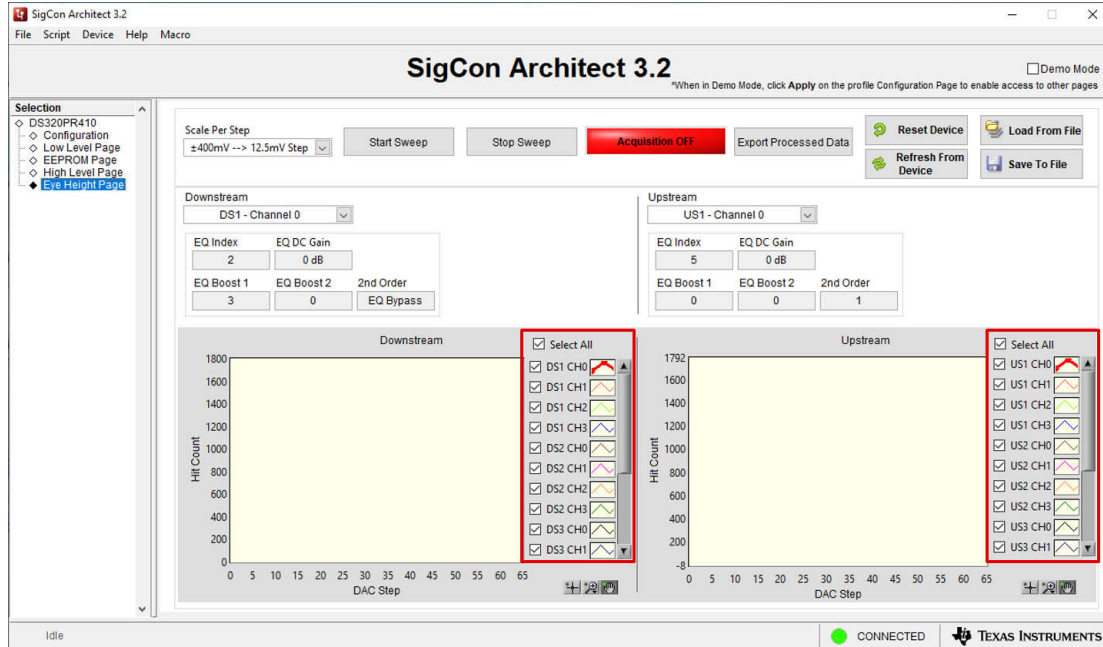 SigCon Architect 3.2
File Script Device Help Macro
SigCon Architect 3.2
Demo Mode
*When in Demo Mode, click Apply on the profile Configuration Page to enable access to other pages
Selection
DS320PR410
Configuration
Low Level Page
EEPROM Page
High Level Page
Eye Height Page
Scale Per Step
±400mV --> 12.5mV Step
Start Sweep
Stop Sweep
Acquisition OFF
Export Processed Data
Reset Device
Load From File
Refresh From
Device
Save To File
Downstream
DS1 - Channel 0
EQ Index EQ DC Gain
2 0 dB
EQ Boost 1 EQ Boost 2 2nd Order
3 0 EQ Bypass
Upstream
US1 - Channel 0
EQ Index EQ DC Gain
5 0 dB
EQ Boost 1 EQ Boost 2 2nd Order
0 0 1
Downstream
Hit Count
1800
1600
1400
1200
1000
800
600
400
200
0
0 5 10 15 20 25 30 35 40 45 50 55 60 65
DAC Step
Select All
DS1 CH0
DS1 CH1
DS1 CH2
DS1 CH3
DS2 CH0
DS2 CH1
DS2 CH2
DS2 CH3
DS3 CH0
DS3 CH1
Upstream
Hit Count
1792
1600
1400
1200
1000
800
600
400
200
-8
0 5 10 15 20 25 30 35 40 45 50 55 60 65
DAC Step
Select All
US1 CH0
US1 CH1
US1 CH2
US1 CH3
US2 CH0
US2 CH1
US2 CH2
US2 CH3
US3 CH0
US3 CH1
Idle
CONNECTED
TEXAS INSTRUMENTS